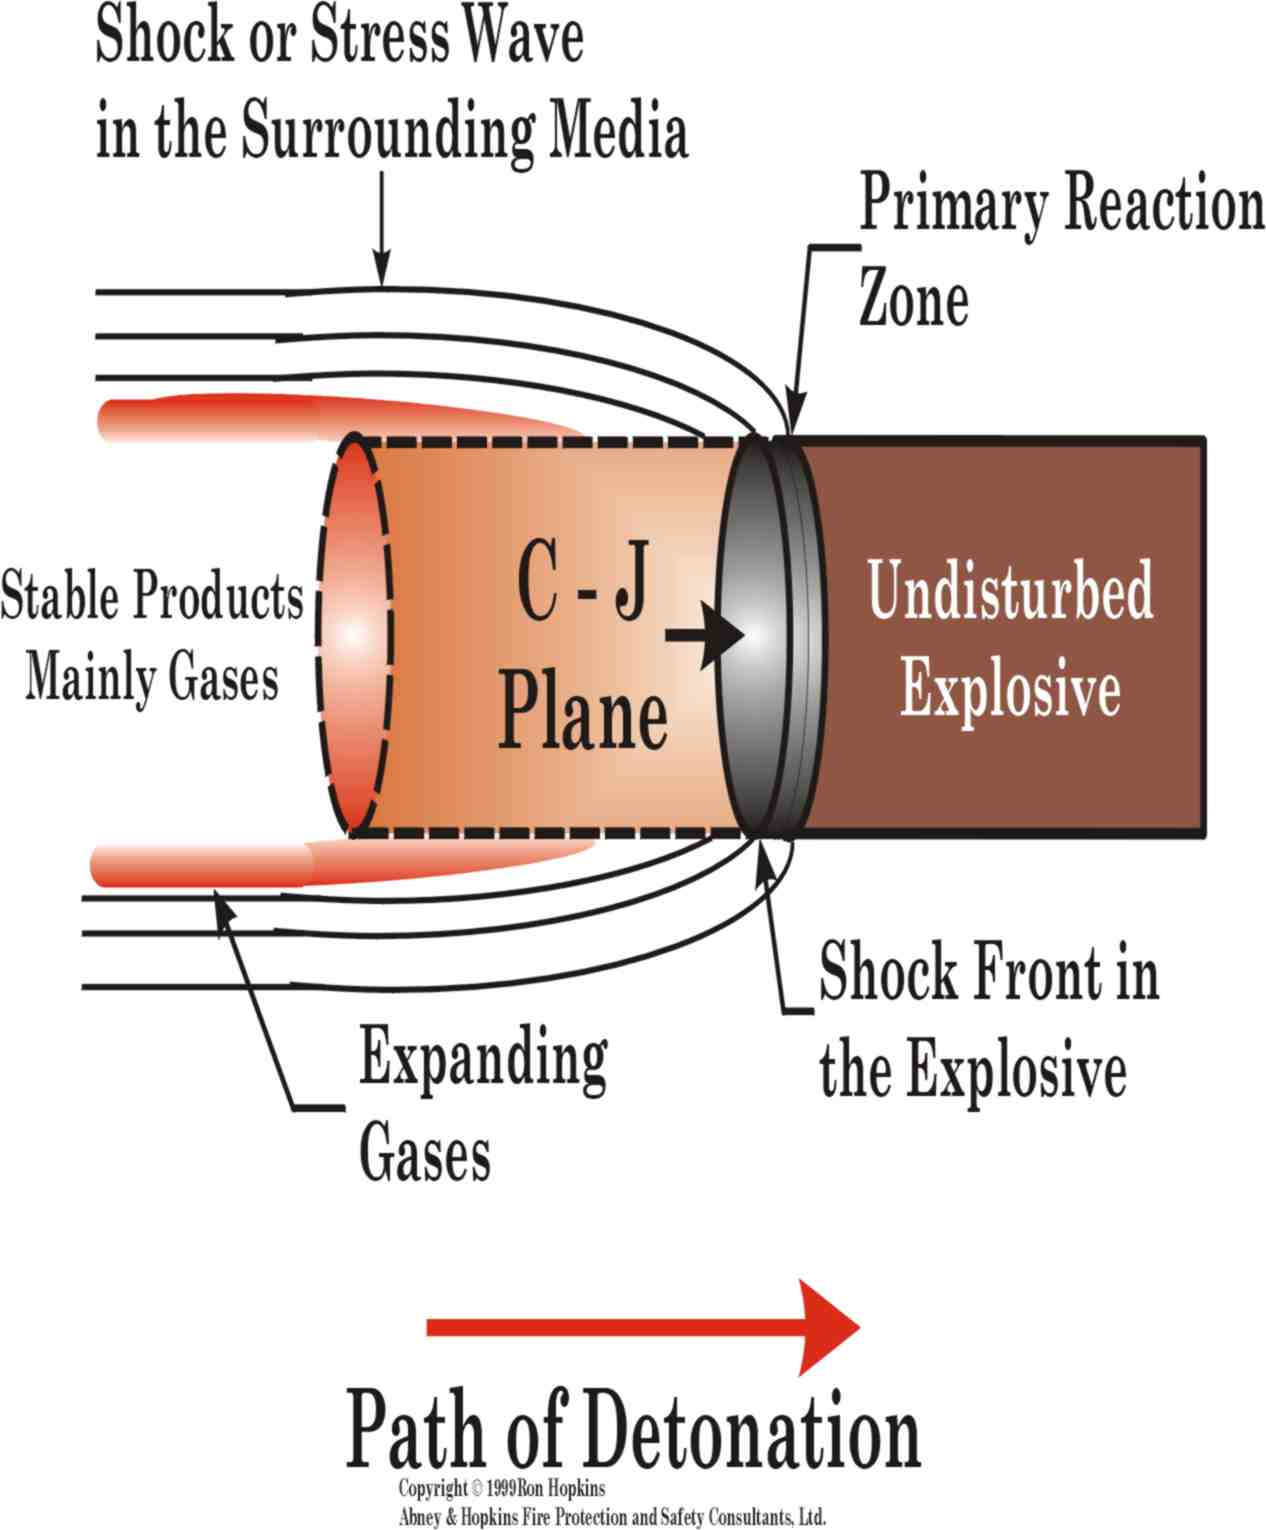 Shock or Stress Wave
in the Surrounding Media
Primary Reaction
Zone
Stable Products
Mainly Gases
C - J
Plane
Undisturbed
Explosive
Shock Front in
the Explosive
Expanding
Gases
Path of Detonation
Copyright © 1999Ron Hopkins
Abney & Hopkins Fire Protection and Safety Consultants, Ltd.